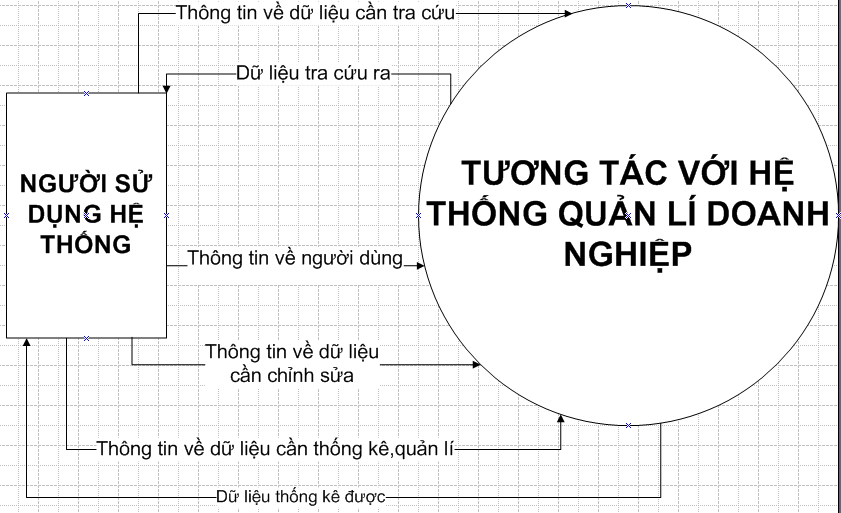 Thông tin về dữ liệu cần tra cứu
Dữ liệu tra cứu ra
NGƯỜI SỬ
DỤNG HỆ
THỐNG
TƯƠNG TÁC VỚI HỆ
THỐNG QUẢN LÍ DOANH
NGHIỆP
Thông tin về người dùng
Thông tin về dữ liệu
cần chỉnh sửa
Thông tin về dữ liệu cần thống kê,quản lí
Dữ liệu thống kê được